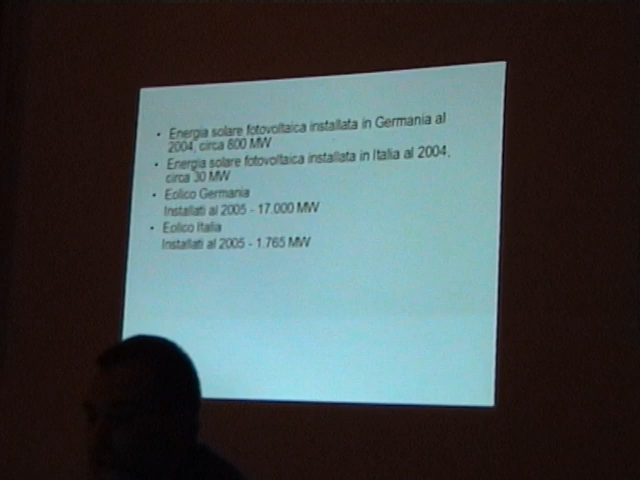 • Energia solare fotovoltaica installata in Germania al
2004, circa 800 MW
• Energia solare fotovoltaica installata in Italia al 2004,
circa 30 MW
• Eolico Germania
Installati al 2005 - 17.000 MW
• Eolico Italia
Installati al 2005 - 1.765 MW